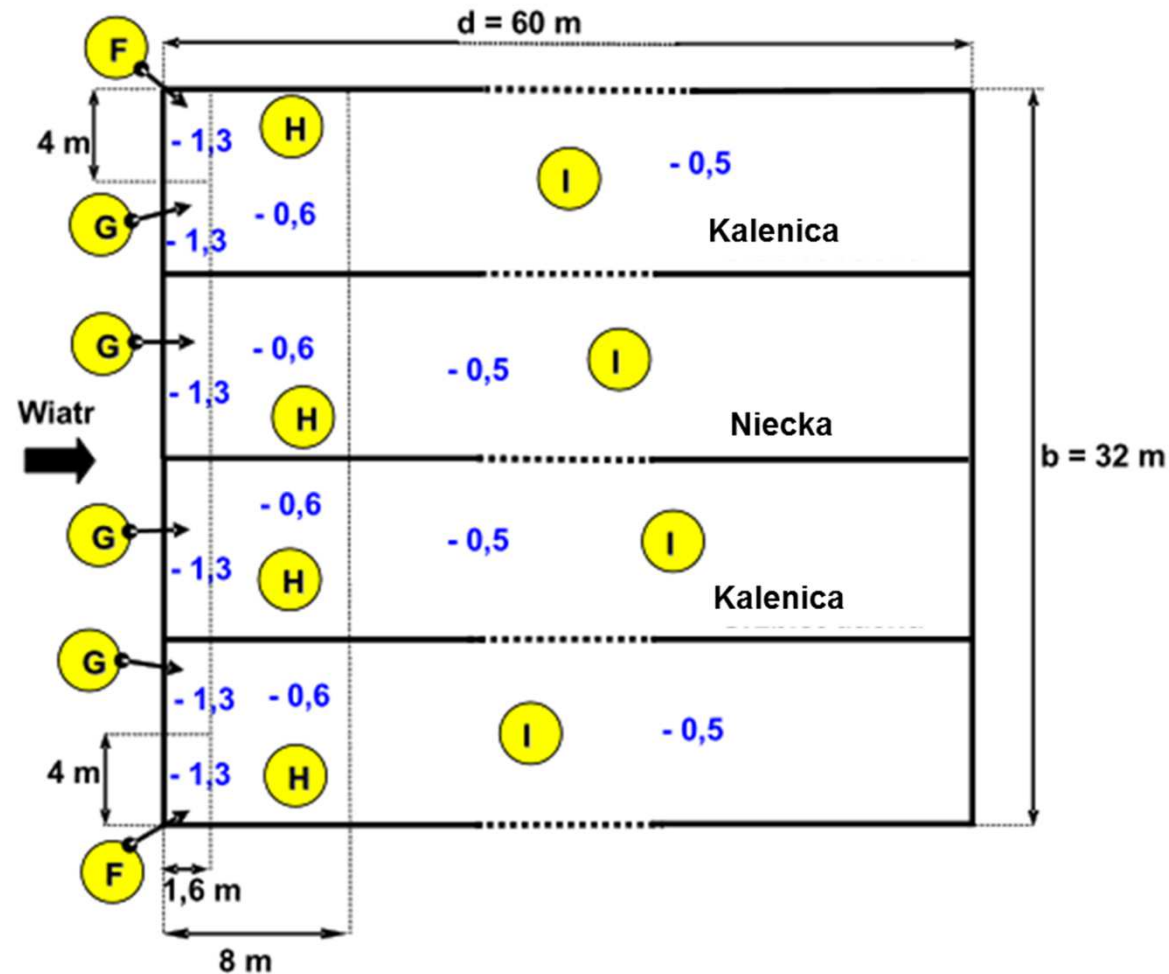 d = 60 m
F
H
- 1,3
4 m
I
- 0,5
G
- 0,6
- 1,3
Kalenica
G
- 0,6
- 0,5
I
- 1,3
H
Wiatr
Niecka
b = 32 m
- 0,6
G
- 0,5
I
- 1,3
H
Kalenica
G
- 1,3
- 0,6
I
- 0,5
4 m
- 1,3
H
F
1,6 m
8 m